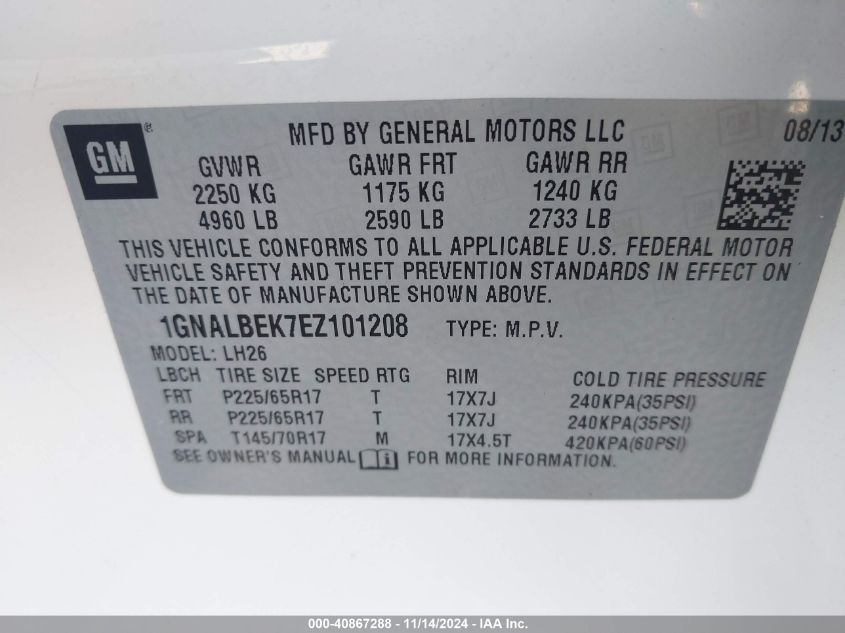 GM ®
MFD BY GENERAL MOTORS LLC 08/13
GVWR GAWR FRT GAWR RR
2250 KG 1175 KG 1240 KG
4960 LB 2590 LB 2733 LB
THIS VEHICLE CONFORMS TO ALL APPLICABLE U.S. FEDERAL MOTOR
VEHICLE SAFETY AND THEFT PREVENTION STANDARDS IN EFFECT ON
THE DATE OF MANUFACTURE SHOWN ABOVE.
1GNALBEK7EZ101208 TYPE: M.P.V.
MODEL: LH26
LBCH TIRE SIZE SPEED RTG RIM COLD TIRE PRESSURE
FRT P225/65R17 T 17X7J 240KPA(35PSI)
RR P225/65R17 T 17X7J 240KPA(35PSI)
SPA T145/70R17 M 17X4.5T 420KPA(60PSI)
SEE OWNER'S MANUAL i FOR MORE INFORMATION.
000-40867288 - 11/14/2024 - IAA Inc.